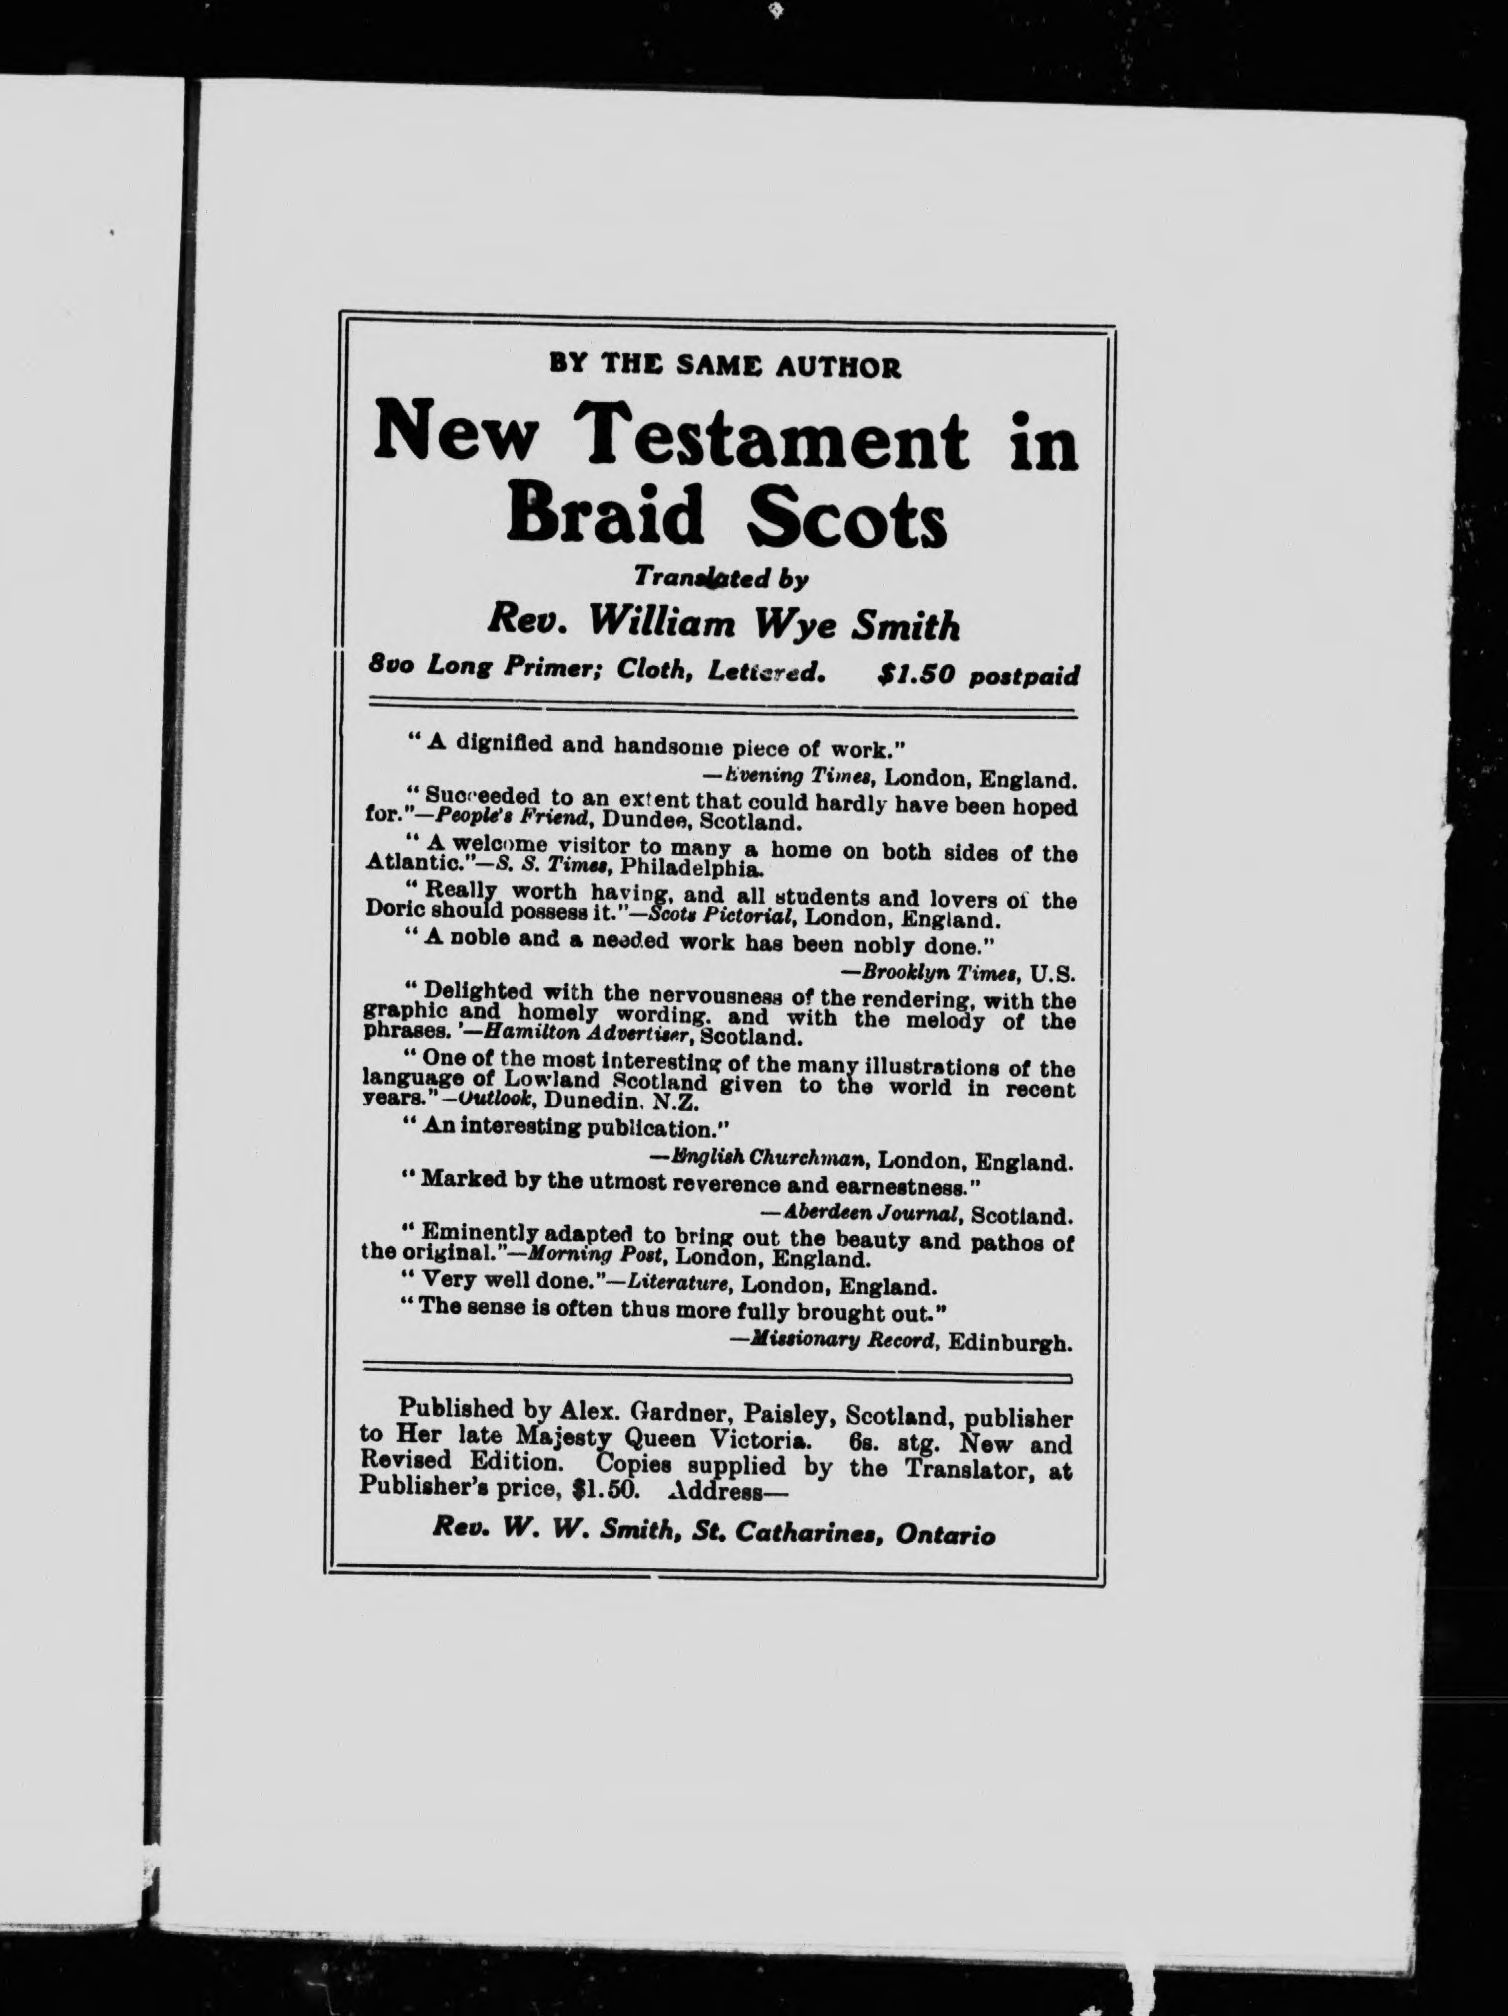 BY THE SAME AUTHOR
New Testament in
Braid Scots
Translated by
Rev. William Wye Smith
8vo Long Primer; Cloth, Lettered. $1.50 postpaid
"A dignified and handsome piece of work."
—Evening Times, London, England.
"Succeeded to an extent that could hardly have been hoped
for."—People's Friend, Dundee, Scotland.
"A welcome visitor to many a home on both sides of the
Atlantic."—S. S. Times, Philadelphia.
"Really worth having, and all students and lovers of the
Doric should possess it."—Scots Pictorial, London, England.
"A noble and a needed work has been nobly done."
—Brooklyn Times, U.S.
"Delighted with the nervousness of the rendering, with the
graphic and homely wording. and with the melody of the
phrases.'—Hamilton Advertiser, Scotland.
"One of the most interesting of the many illustrations of the
language of Lowland Scotland given to the world in recent
years."—Outlook, Dunedin. N.Z.
"An interesting publication."
—English Churchman, London, England.
"Marked by the utmost reverence and earnestness."
—Aberdeen Journal, Scotland.
"Eminently adapted to bring out the beauty and pathos of
the original."—Morning Post, London, England.
"Very well done."—Literature, London, England.
"The sense is often thus more fully brought out."
—Missionary Record, Edinburgh.
Published by Alex. Gardner, Paisley, Scotland, publisher
to Her late Majesty Queen Victoria. 6s. stg. New and
Revised Edition. Copies supplied by the Translator, at
Publisher's price, $1.50. Address—
Rev. W. W. Smith, St. Catharines, Ontario